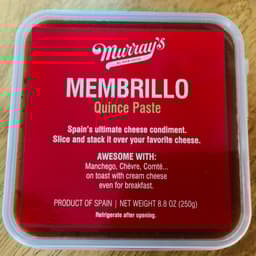 Murray's
MEMBRILLO
Quince Paste
Spain's ultimate cheese condiment.
Slice and stack it over your favorite cheese.
AWESOME WITH:
Manchego, Chèvre, Comté...
on toast with cream cheese
even for breakfast.
PRODUCT OF SPAIN | NET WEIGHT 8.8 OZ (250g)
Refrigerate after opening.